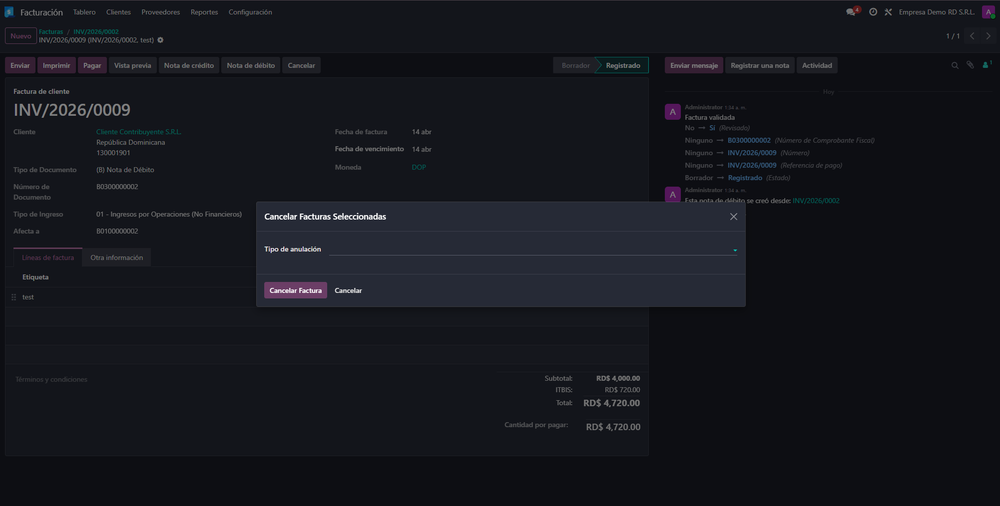 Facturación Tablero Clientes Proveedores Reportes Configuración
4 Empresa Demo RD S.R.L. A
Nuevo
Facturas / INV/2026/0002
INV/2026/0009 (INV/2026/0002, test)
1 / 1
Enviar Imprimir Pagar Vista previa Nota de crédito Nota de débito Cancelar
Borrador Registrado
Enviar mensaje Registrar una nota Actividad
1
Factura de cliente
INV/2026/0009
Cliente
Cliente Contribuyente S.R.L.
República Dominicana
130001901
Tipo de Documento (B) Nota de Débito
Número de Documento B0300000002
Tipo de Ingreso 01 - Ingresos por Operaciones (No Financieros)
Afecta a B0100000002
Fecha de factura 14 abr
Fecha de vencimiento 14 abr
Moneda DOP
Líneas de factura Otra información
Etiqueta
test
Términos y condiciones
Subtotal: RD$ 4,000.00
ITBIS: RD$ 720.00
Total: RD$ 4,720.00
Cantidad por pagar: RD$ 4,720.00
Hoy
A
Administrator 1:34 a. m.
Factura validada
No → Sí (Revisado)
Ninguno → B0300000002 (Número de Comprobante Fiscal)
Ninguno → INV/2026/0009 (Número)
Ninguno → INV/2026/0009 (Referencia de pago)
Borrador → Registrado (Estado)
A
Administrator 1:34 a. m.
Esta nota de débito se creó desde: INV/2026/0002
Cancelar Facturas Seleccionadas
Tipo de anulación
Cancelar Factura Cancelar